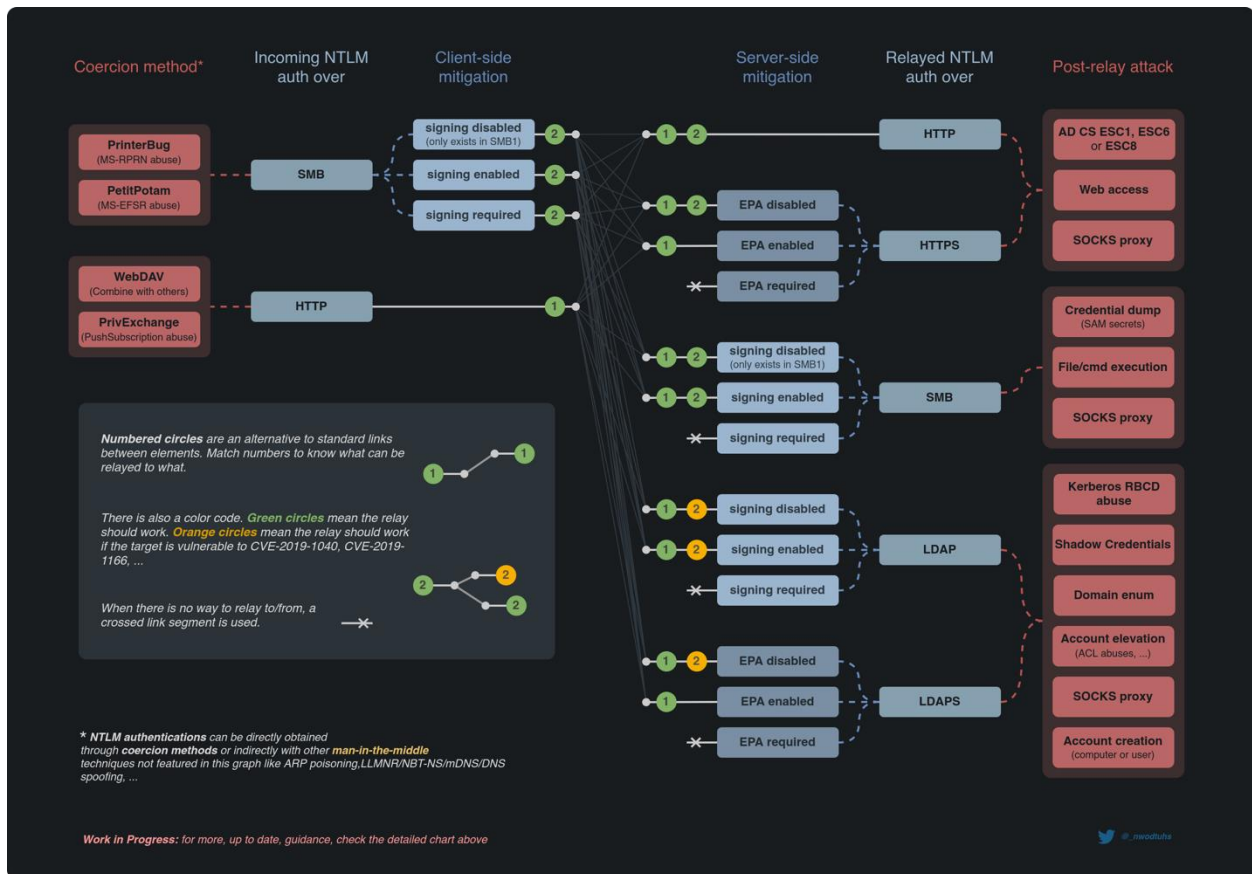 Coercion method*
Incoming NTLM
auth over
Client-side
mitigation
Server-side
mitigation
Relayed NTLM
auth over
Post-relay attack
PrinterBug
(MS-RPRN abuse)
PetitPotam
(MS-EFSR abuse)
SMB
signing disabled
(only exists in SMB1)
2
signing enabled
2
signing required
2
WebDAV
(Combine with others)
PrivExchange
(PushSubscription abuse)
HTTP
1
1 2
HTTP
1 2 EPA disabled
1 EPA enabled
EPA required
HTTPS
AD CS ESC1, ESC6
or ESC8
Web access
SOCKS proxy
1 2 signing disabled
(only exists in SMB1)
1 2 signing enabled
signing required
SMB
Credential dump
(SAM secrets)
File/cmd execution
SOCKS proxy
1 2 signing disabled
1 2 signing enabled
signing required
LDAP
1 2 EPA disabled
1 EPA enabled
EPA required
LDAPS
Kerberos RBCD
abuse
Shadow Credentials
Domain enum
Account elevation
(ACL abuses, ...)
SOCKS proxy
Account creation
(computer or user)
Numbered circles are an alternative to standard links
between elements. Match numbers to know what can be
relayed to what.
1 1
There is also a color code. Green circles mean the relay
should work. Orange circles mean the relay should work
if the target is vulnerable to CVE-2019-1040, CVE-2019-
1166, ...
2 2
2
When there is no way to relay to/from, a
crossed link segment is used.
* NTLM authentications can be directly obtained
through coercion methods or indirectly with other man-in-the-middle
techniques not featured in this graph like ARP poisoning,LLMNR/NBT-NS/mDNS/DNS
spoofing, ...
Work in Progress: for more, up to date, guidance, check the detailed chart above
@_nwodtuhs